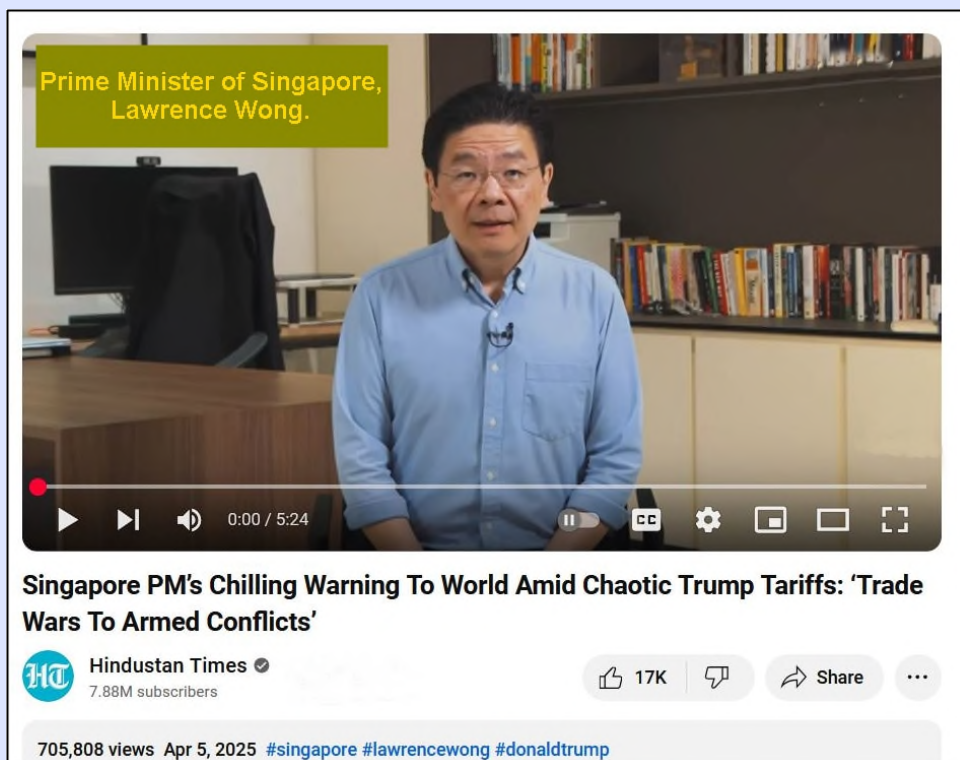 Prime Minister of Singapore,
Lawrence Wong.
0:00 / 5:24
CC
Singapore PM’s Chilling Warning To World Amid Chaotic Trump Tariffs: ‘Trade
Wars To Armed Conflicts’
HT
Hindustan Times
7.88M subscribers
17K
Share
705,808 views Apr 5, 2025 #singapore #lawrencewong #donaldtrump